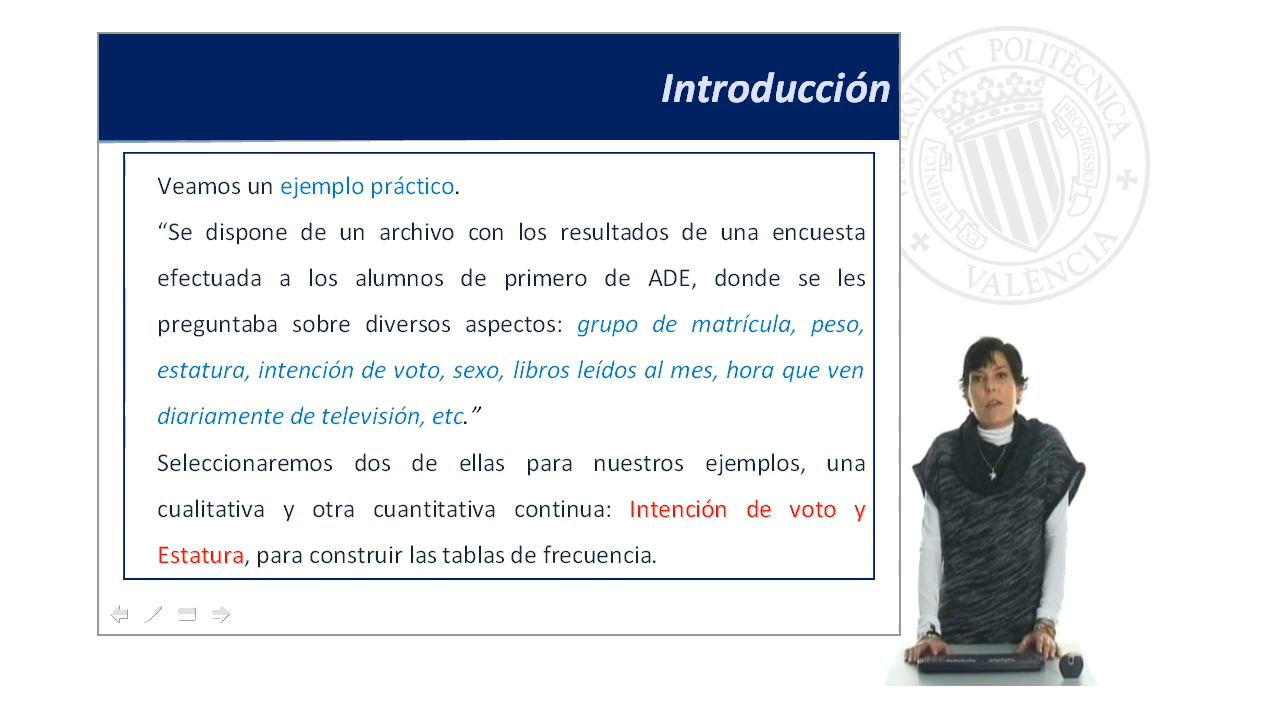 Introducción
Veamos un ejemplo práctico.
“Se dispone de un archivo con los resultados de una encuesta
efectuada a los alumnos de primero de ADE, donde se les
preguntaba sobre diversos aspectos: grupo de matrícula, peso,
estatura, intención de voto, sexo, libros leídos al mes, hora que ven
diariamente de televisión, etc.”
Seleccionaremos dos de ellas para nuestros ejemplos, una
cualitativa y otra cuantitativa continua: Intención de voto y
Estatura, para construir las tablas de frecuencia.
POLITÈCNICA
VALÈNCIA
PROGRESSIO